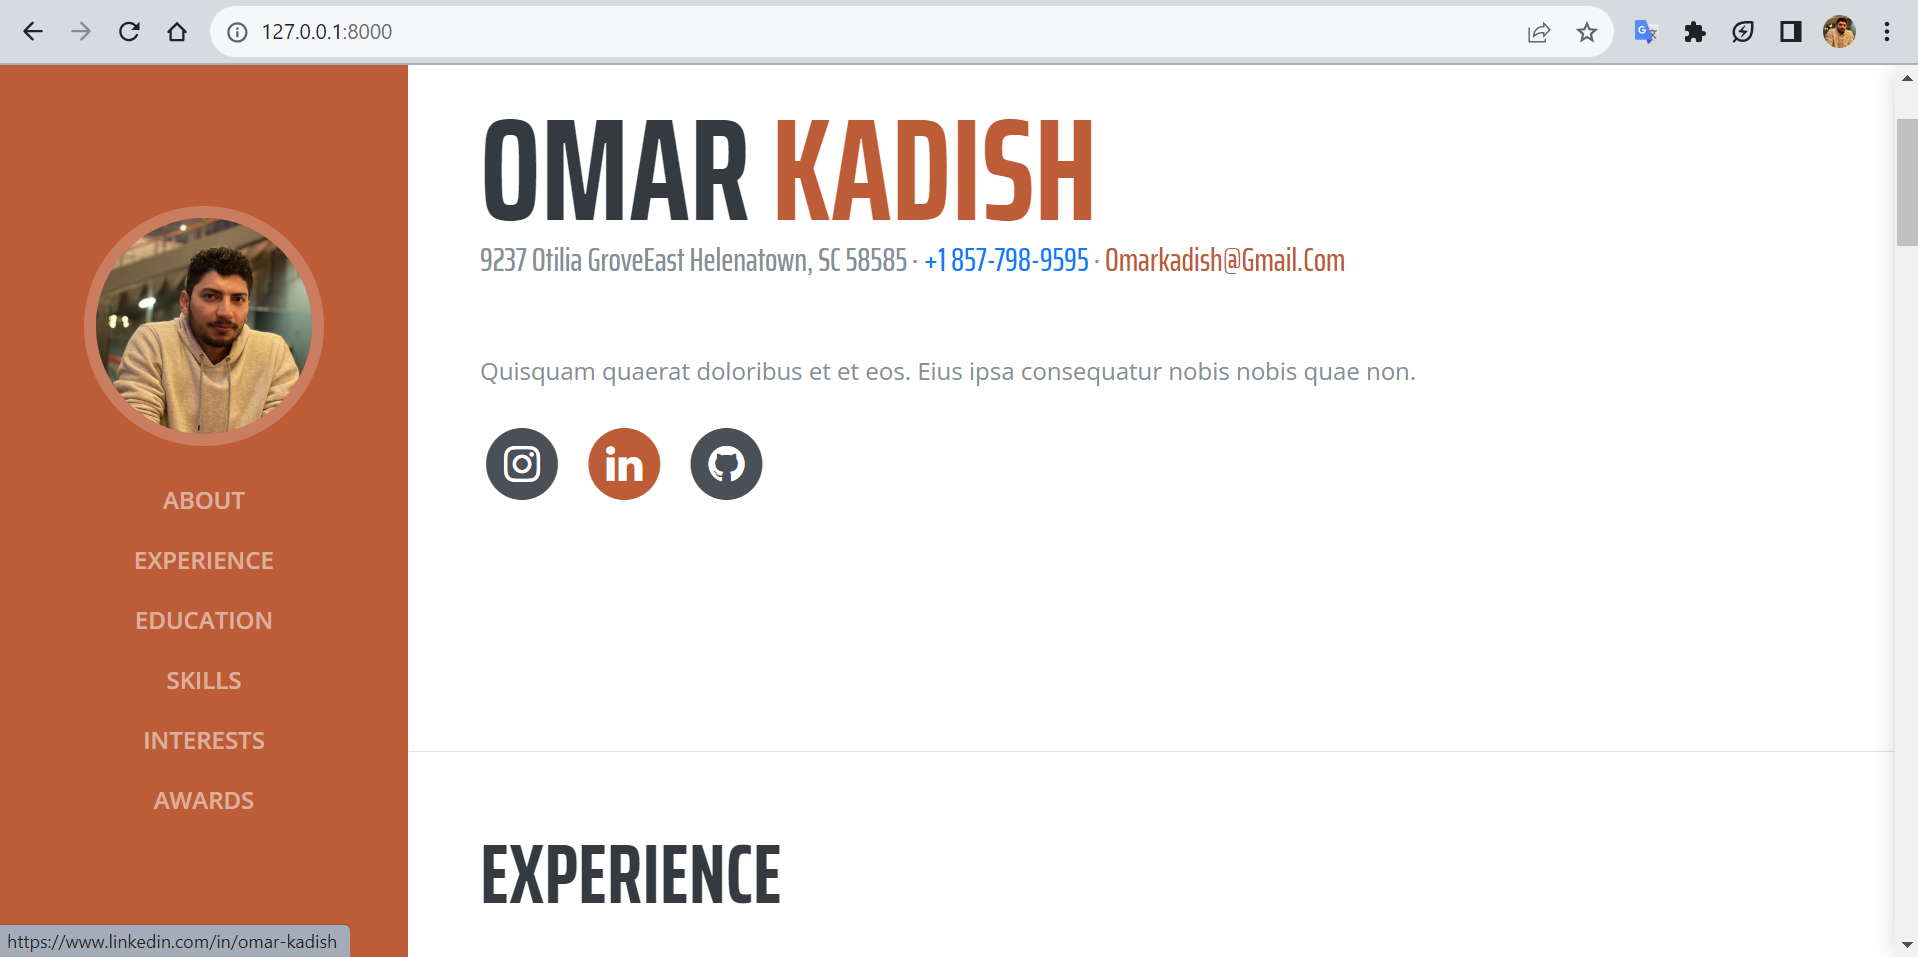 127.0.0.1:8000
OMAR KADISH
9237 Otilia GroveEast Helenatown, SC 58585 · +1 857-798-9595 · Omarkadish@Gmail.Com
Quisquam quaerat doloribus et et eos. Eius ipsa consequatur nobis nobis quae non.
in
ABOUT
EXPERIENCE
EDUCATION
SKILLS
INTERESTS
AWARDS
EXPERIENCE
https://www.linkedin.com/in/omar-kadish